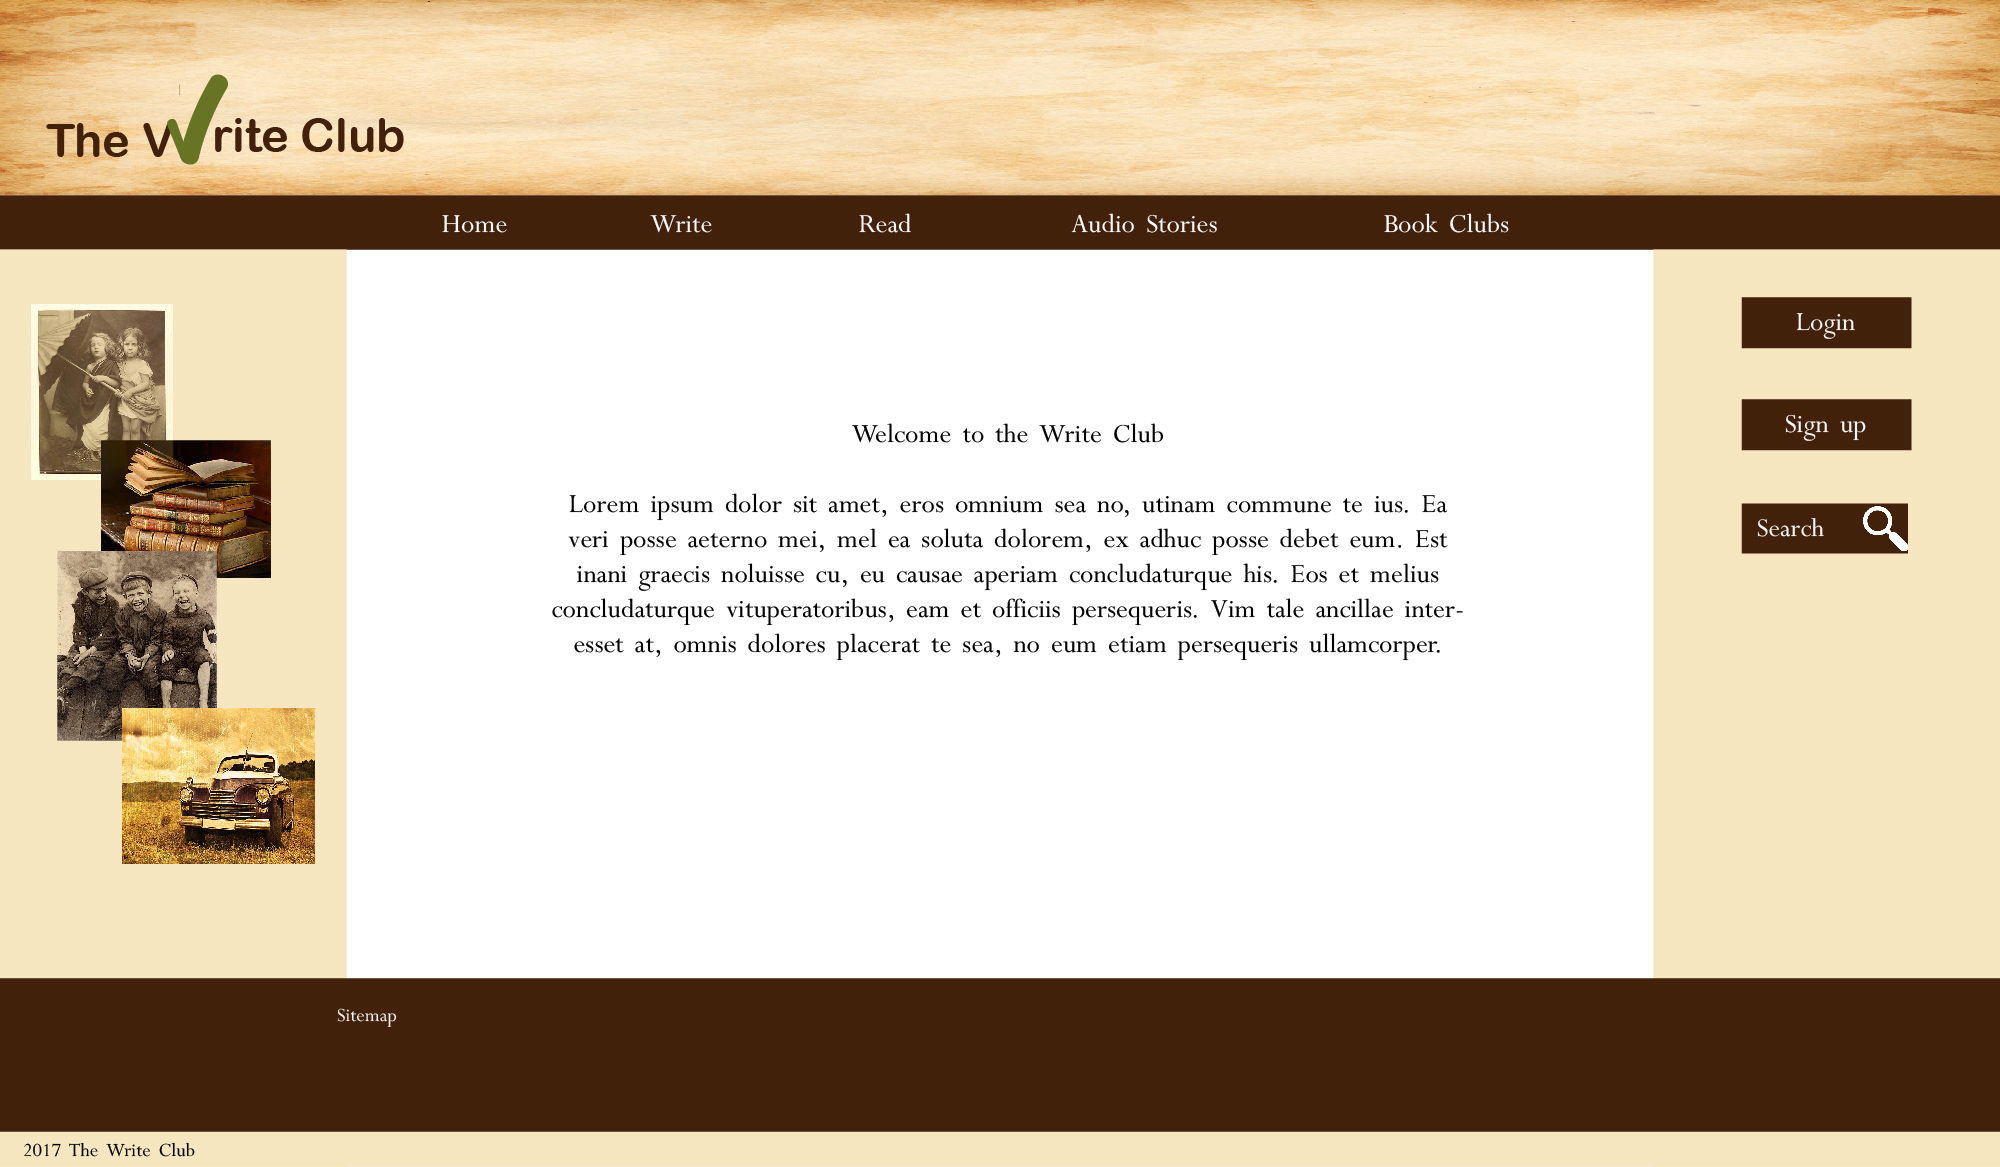 The Write Club
Home Write Read Audio Stories Book Clubs
Login
Sign up
Search
Welcome to the Write Club
Lorem ipsum dolor sit amet, eros omnium sea no, utinam commune te ius. Ea
veri posse aeterno mei, mel ea soluta dolorem, ex adhuc posse debet eum. Est
inani graecis noluisse cu, eu causae aperiam concludaturque his. Eos et melius
concludaturque vituperatoribus, eam et officiis persequeris. Vim tale ancillae inter-
esset at, omnis dolores placerat te sea, no eum etiam persequeris ullamcorper.
Sitemap
2017 The Write Club